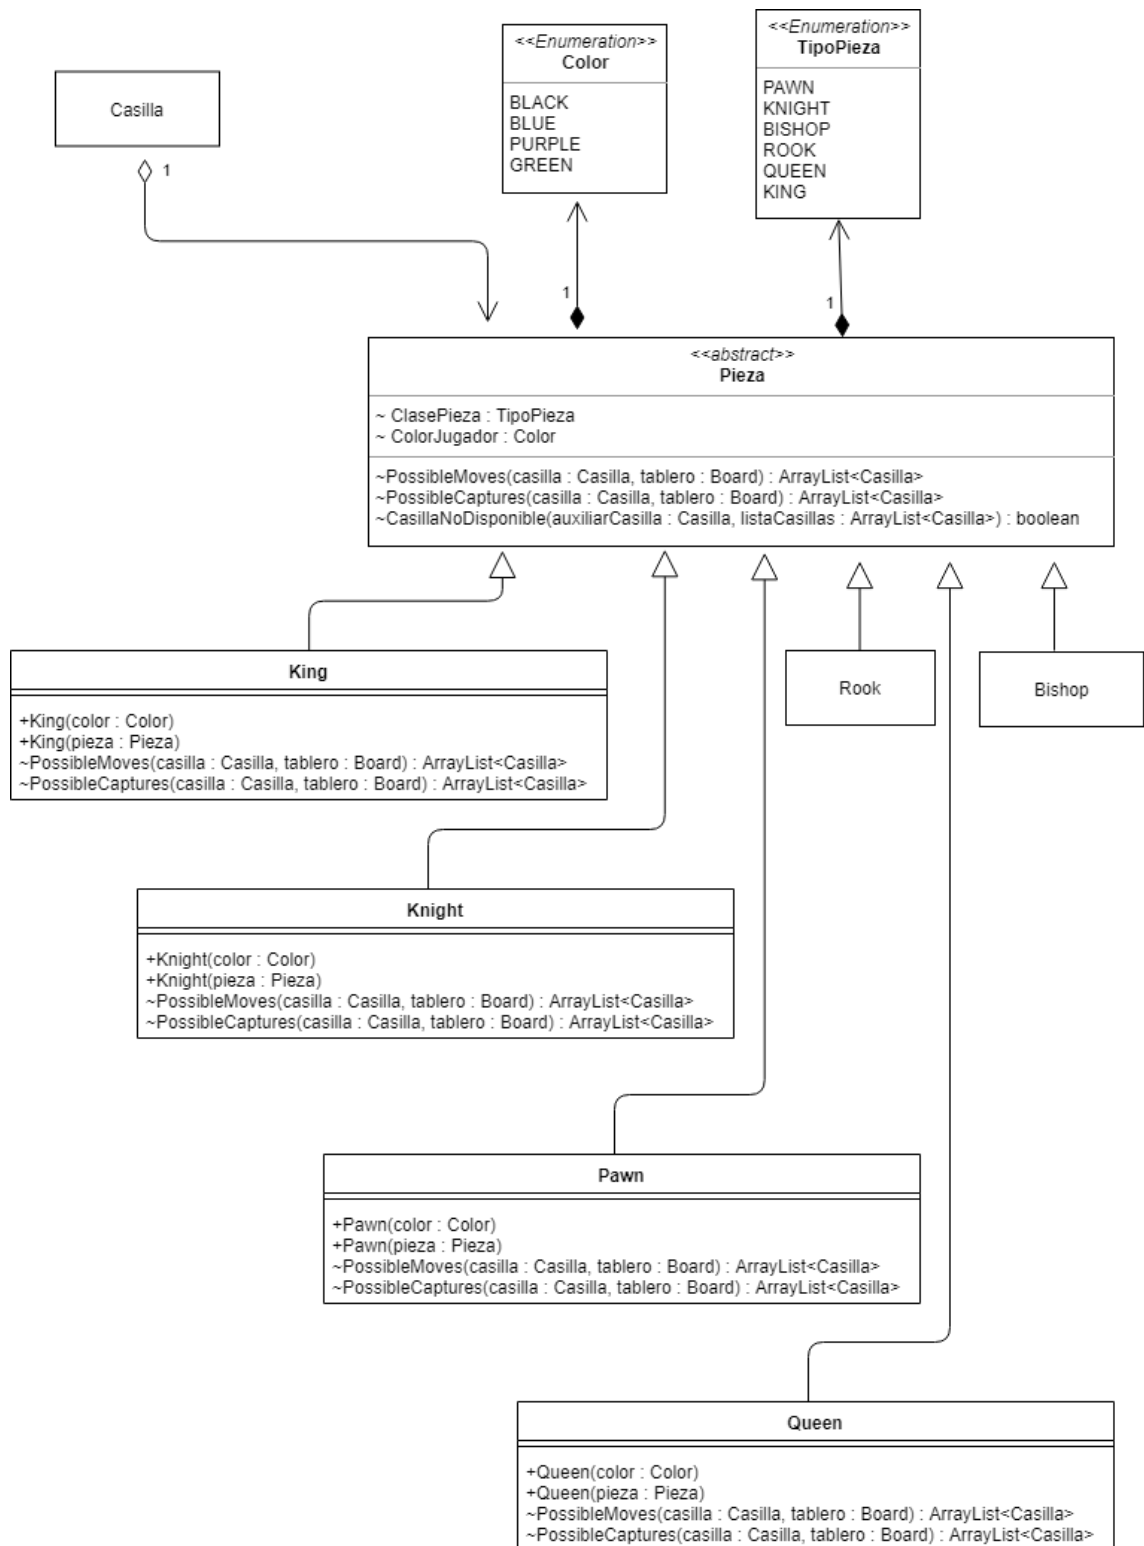 Casilla
1
<<Enumeration>>
Color
BLACK
BLUE
PURPLE
GREEN
<<Enumeration>>
TipoPieza
PAWN
KNIGHT
BISHOP
ROOK
QUEEN
KING
1
1
<<abstract>>
Pieza
~ ClasePieza : TipoPieza
~ ColorJugador : Color
~PossibleMoves(casilla : Casilla, tablero : Board) : ArrayList<Casilla>
~PossibleCaptures(casilla : Casilla, tablero : Board) : ArrayList<Casilla>
~CasillaNoDisponible(auxiliarCasilla : Casilla, listaCasillas : ArrayList<Casilla>) : boolean
King
+King(color : Color)
+King(pieza : Pieza)
~PossibleMoves(casilla : Casilla, tablero : Board) : ArrayList<Casilla>
~PossibleCaptures(casilla : Casilla, tablero : Board) : ArrayList<Casilla>
Rook
Bishop
Knight
+Knight(color : Color)
+Knight(pieza : Pieza)
~PossibleMoves(casilla : Casilla, tablero : Board) : ArrayList<Casilla>
~PossibleCaptures(casilla : Casilla, tablero : Board) : ArrayList<Casilla>
Pawn
+Pawn(color : Color)
+Pawn(pieza : Pieza)
~PossibleMoves(casilla : Casilla, tablero : Board) : ArrayList<Casilla>
~PossibleCaptures(casilla : Casilla, tablero : Board) : ArrayList<Casilla>
Queen
+Queen(color : Color)
+Queen(pieza : Pieza)
~PossibleMoves(casilla : Casilla, tablero : Board) : ArrayList<Casilla>
~PossibleCaptures(casilla : Casilla, tablero : Board) : ArrayList<Casilla>